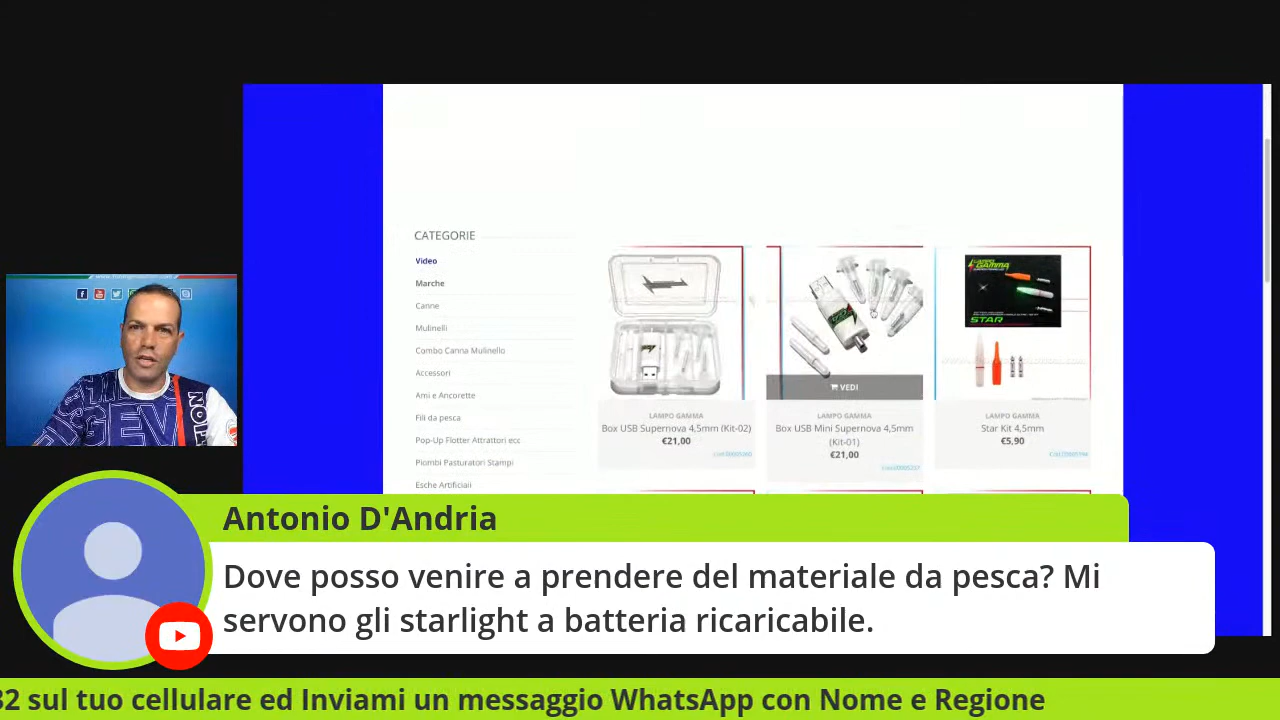 CATEGORIE
Video
Marche
Canne
Mulinelli
Combo Canna Mulinello
Accessori
Ami e Ancorette
Fili da pesca
Pop-Up Flotter Attrattori ecc
Piombi Pasturatori Stampi
Esche Artificiali
LAMPO GAMMA
Box USB Supernova 4,5mm (Kit-02)
€21,00
VEDI
LAMPO GAMMA
Box USB Mini Supernova 4,5mm
(Kit-01)
€21,00
LAMPO
GAMMA
STAR
LAMPO GAMMA
Star Kit 4,5mm
€5,90
Antonio D'Andria
Dove posso venire a prendere del materiale da pesca? Mi
servono gli starlight a batteria ricaricabile.
32 sul tuo cellulare ed Inviami un messaggio WhatsApp con Nome e Regione